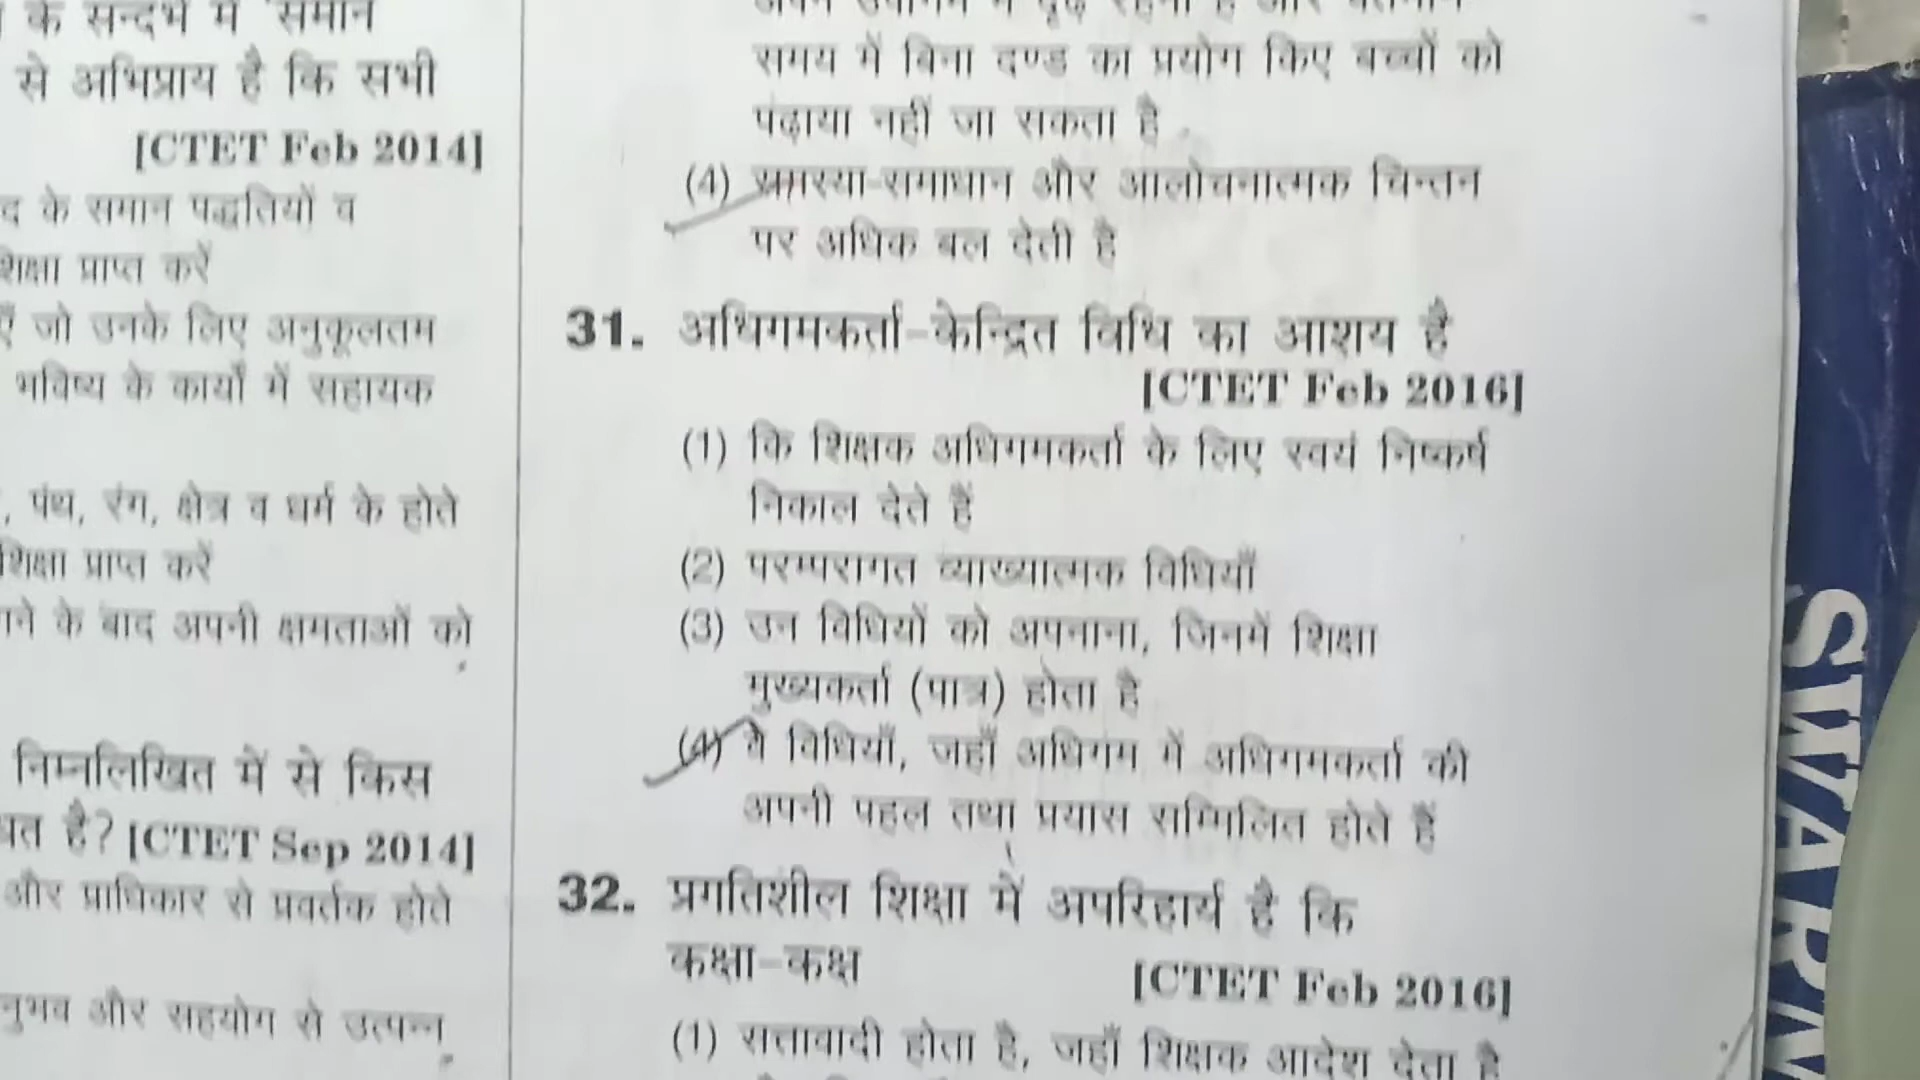 के सन्दर्भ में 'समान
से अभिप्राय है कि सभी
[CTET Feb 2014]
द के समान पद्धतियों व
शिक्षा प्राप्त करें
जो उनके लिए अनुकूलतम
भविष्य के कार्यों में सहायक
, पंथ, रंग, क्षेत्र व धर्म के होते
शिक्षा प्राप्त करें
ाने के बाद अपनी क्षमताओं को
निम्नलिखित में से किस
है? [CTET Sep 2014]
और प्राधिकार से प्रवर्तक होते
नुभव और सहयोग से उत्पन्न
समय में बिना दण्ड का प्रयोग किए बच्चों को
पढ़ाया नहीं जा सकता है
(4) समस्या-समाधान और आलोचनात्मक चिन्तन
पर अधिक बल देती है
31. अधिगमकर्ता-केन्द्रित विधि का आशय है
[CTET Feb 2016]
(1) कि शिक्षक अधिगमकर्ता के लिए स्वयं निष्कर्ष
निकाल देते हैं
(2) परम्परागत व्याख्यात्मक विधियाँ
(3) उन विधियों को अपनाना, जिनमें शिक्षा
मुख्यकर्ता (पात्र) होता है
(4) वे विधियाँ, जहाँ अधिगम में अधिगमकर्ता की
अपनी पहल तथा प्रयास सम्मिलित होते हैं
32. प्रगतिशील शिक्षा में अपरिहार्य है कि
कक्षा-कक्ष [CTET Feb 2016]
(1) सत्तावादी होता है, जहाँ शिक्षक आदेश देता है
SWARN